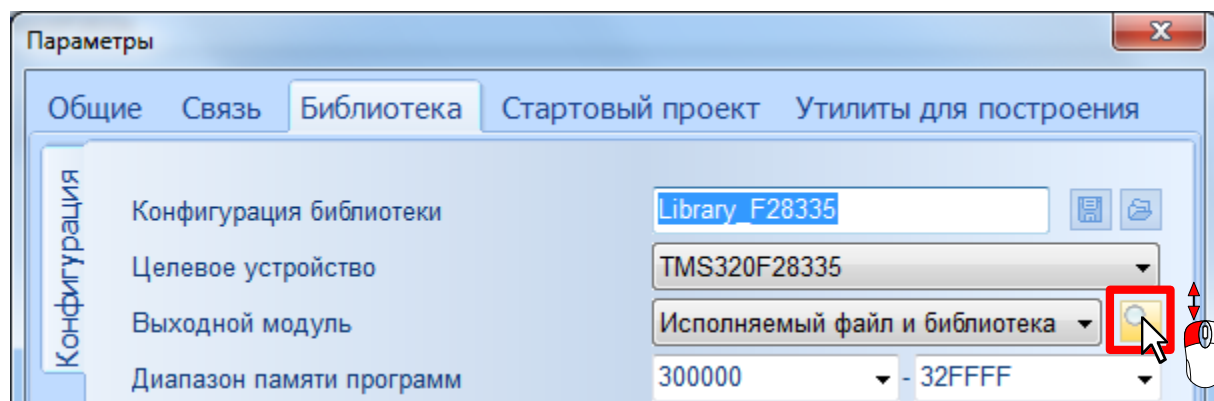 Параметры
Общие Связь Библиотека Стартовый проект Утилиты для построения
Конфигурация
Конфигурация библиотеки Library_F28335
Целевое устройство TMS320F28335
Выходной модуль Исполняемый файл и библиотека
Диапазон памяти программ 300000 - 32FFFF